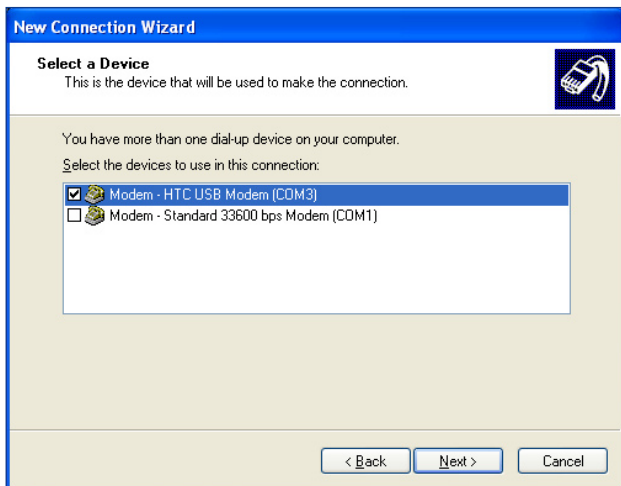 New Connection Wizard
Select a Device
This is the device that will be used to make the connection.
You have more than one dial-up device on your computer.
Select the devices to use in this connection:
Modem - HTC USB Modem (COM3)
Modem - Standard 33600 bps Modem (COM1)
< Back Next > Cancel